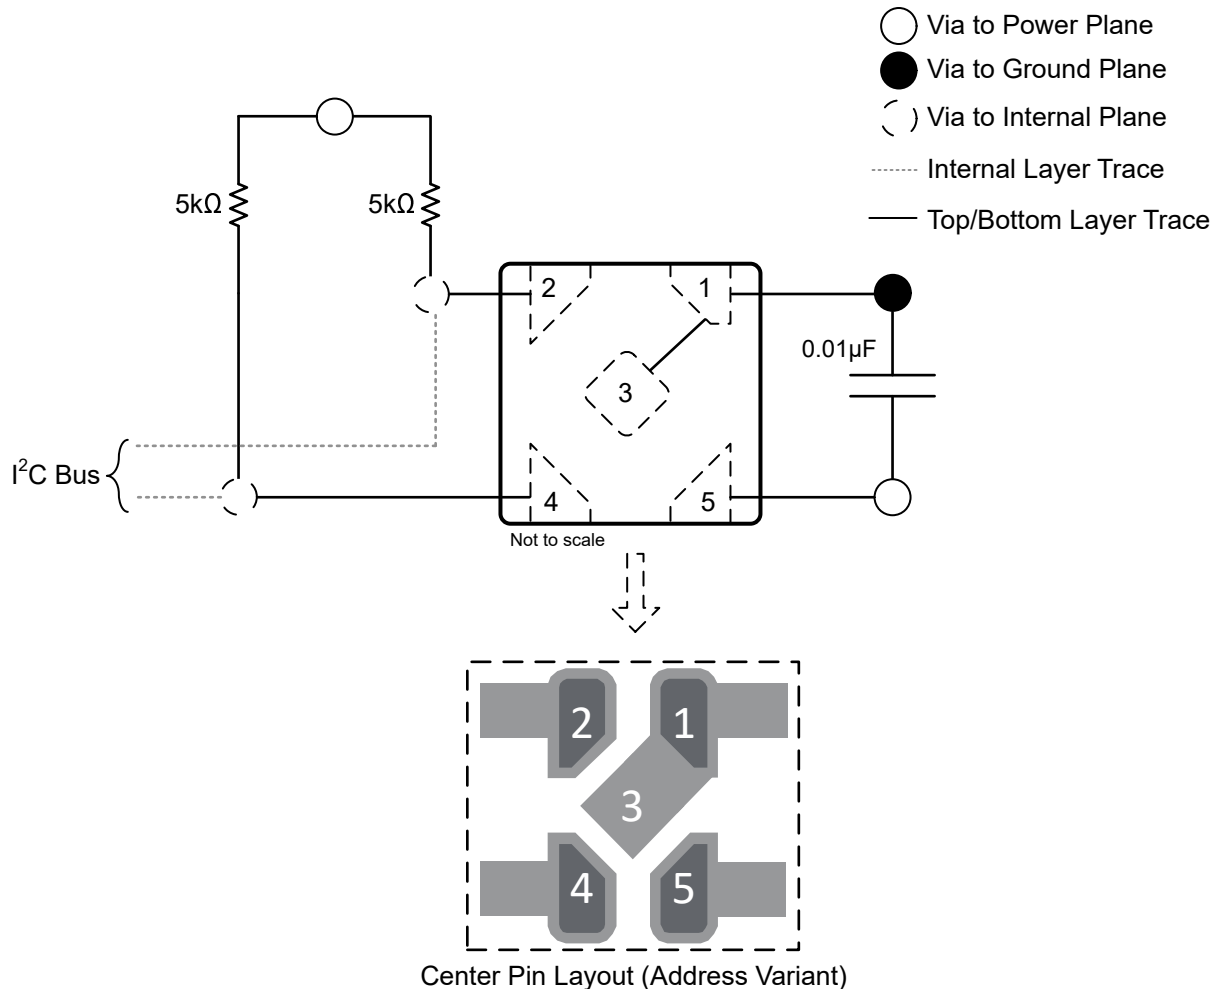 Via to Power Plane
Via to Ground Plane
Via to Internal Plane
Internal Layer Trace
Top/Bottom Layer Trace
5kΩ
5kΩ
2
1
0.01µF
3
I²C Bus
4
5
Not to scale
2
1
3
4
5
Center Pin Layout (Address Variant)